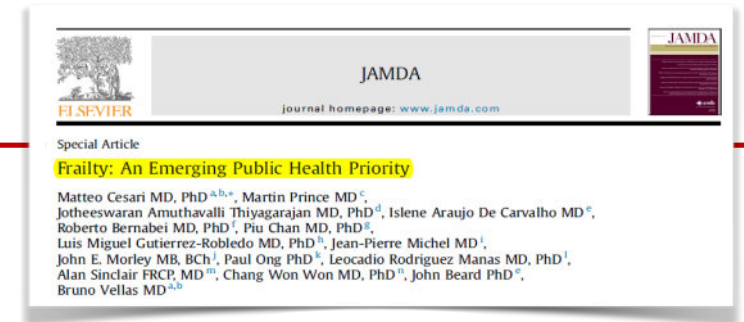 JAMDA
ELSEVIER
journal homepage: www.jamda.com
JAMDA
Special Article
Frailty: An Emerging Public Health Priority
Matteo Cesari MD, PhD a,b,*, Martin Prince MD c,
Jotheeswaran Amuthavalli Thiyagarajan MD, PhD d, Islene Araujo De Carvalho MD e,
Roberto Bernabei MD, PhD f, Piu Chan MD, PhD g,
Luis Miguel Gutierrez-Robledo MD, PhD h, Jean-Pierre Michel MD i,
John E. Morley MB, BCh j, Paul Ong PhD k, Leocadio Rodriguez Manas MD, PhD l,
Alan Sinclair FRCP, MD m, Chang Won Won MD, PhD n, John Beard PhD e,
Bruno Vellas MD a,b